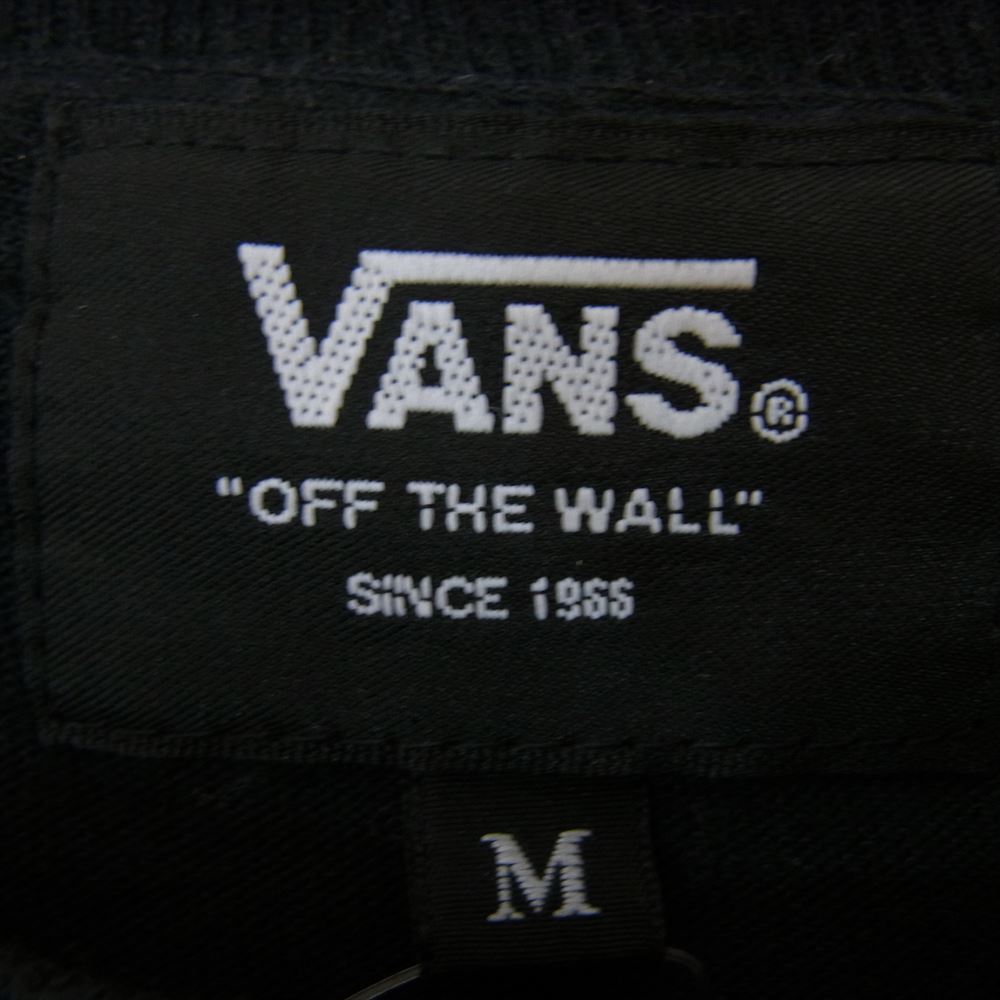 VANS®
"OFF THE WALL"
SINCE 1966
M